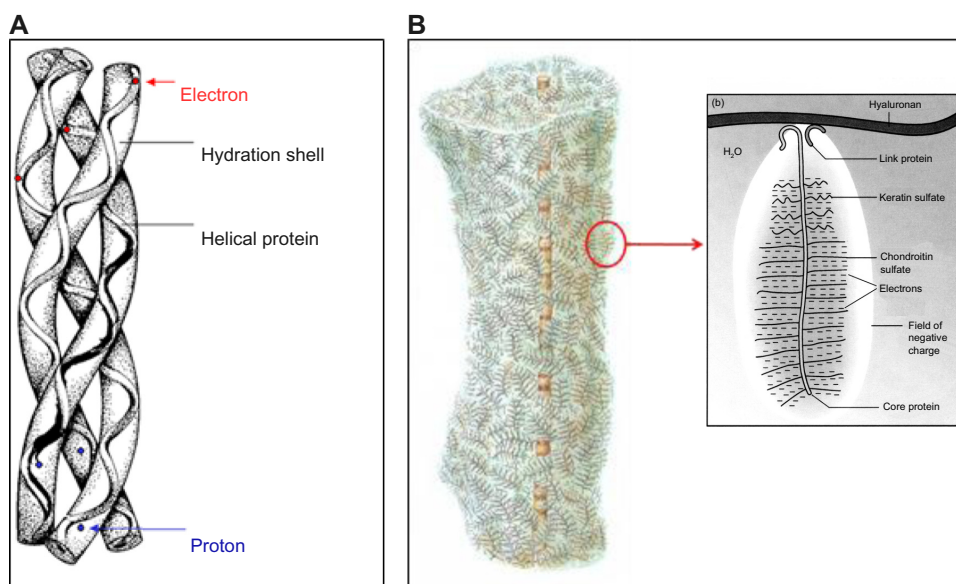 A
Electron
Hydration shell
Helical protein
Proton
B
(b)
Hyaluronan
H₂O
Link protein
Keratin sulfate
Chondroitin
sulfate
Electrons
Field of
negative
charge
Core protein